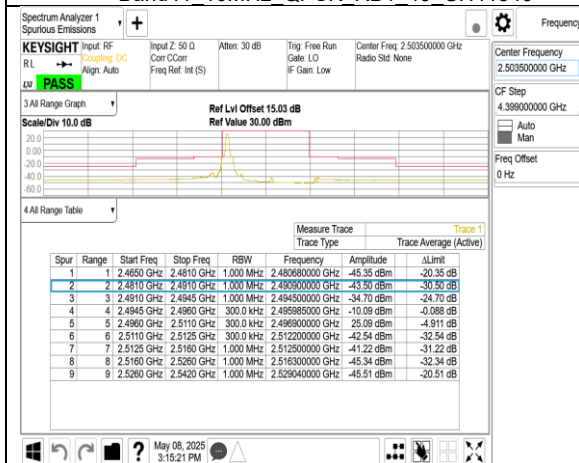 Spectrum Analyzer 1
Spurious Emissions
Frequency
KEYSIGHT
RL
Coupling: DC
Align: Auto
Input: RF
Input Z: 50 Ω
Corr CCorr
Freq Ref: Int (S)
Atten: 30 dB
Trig: Free Run
Gate: LO
IF Gain: Low
Center Freq: 2.503500000 GHz
Radio Std: None
LXI PASS
Center Frequency
2.503500000 GHz
CF Step
4.399000000 GHz
Auto
Man
Freq Offset
0 Hz
3 All Range Graph
Scale/Div 10.0 dB
Ref Lvl Offset 15.03 dB
Ref Value 30.00 dBm
20.0
0.00
-20.0
-40.0
-60.0
4 All Range Table
Measure Trace Trace 1
Trace Type Trace Average (Active)
Spur Range Start Freq Stop Freq RBW Frequency Amplitude ΔLimit
1 1 2.4650 GHz 2.4810 GHz 1.000 MHz 2.480680000 GHz -45.35 dBm -20.35 dB
2 2 2.4810 GHz 2.4910 GHz 1.000 MHz 2.490900000 GHz -43.50 dBm -30.50 dB
3 3 2.4910 GHz 2.4945 GHz 1.000 MHz 2.494500000 GHz -34.70 dBm -24.70 dB
4 4 2.4945 GHz 2.4960 GHz 300.0 kHz 2.495985000 GHz -10.09 dBm -0.088 dB
5 5 2.4960 GHz 2.5110 GHz 300.0 kHz 2.496900000 GHz 25.09 dBm -4.911 dB
6 6 2.5110 GHz 2.5125 GHz 300.0 kHz 2.512200000 GHz -42.54 dBm -32.54 dB
7 7 2.5125 GHz 2.5160 GHz 1.000 MHz 2.512500000 GHz -41.22 dBm -31.22 dB
8 8 2.5160 GHz 2.5260 GHz 1.000 MHz 2.516300000 GHz -45.34 dBm -32.34 dB
9 9 2.5260 GHz 2.5420 GHz 1.000 MHz 2.529040000 GHz -45.51 dBm -20.51 dB
May 08, 2025
3:15:21 PM